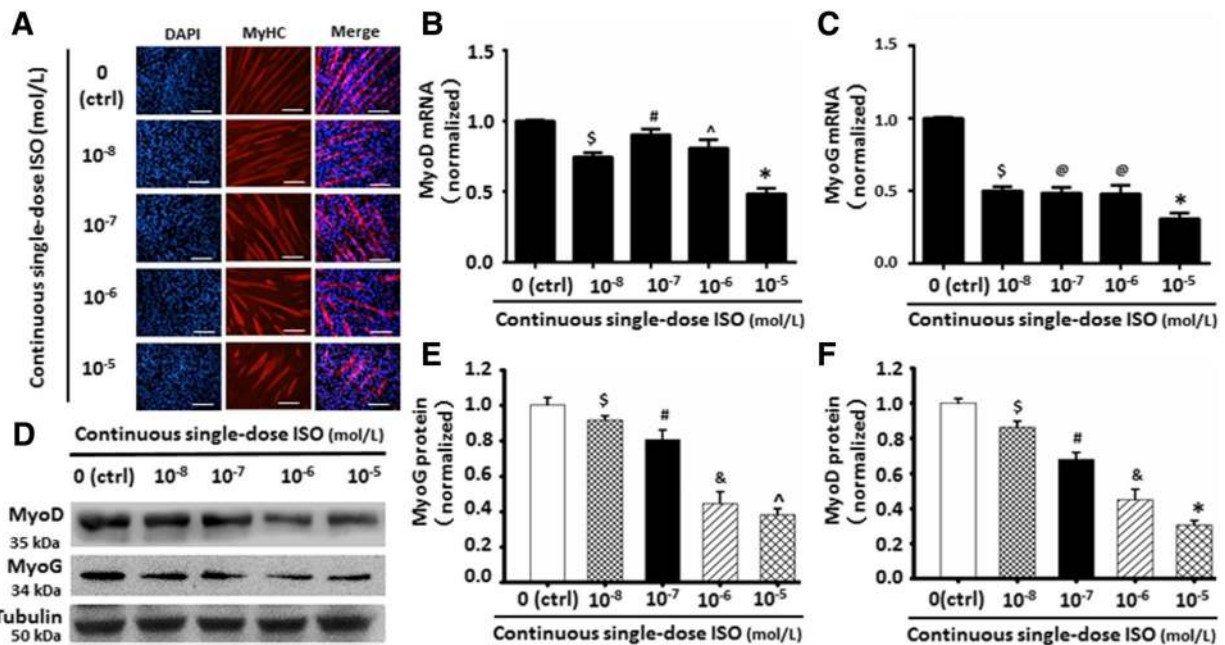 A
DAPI MyHC Merge
Continuous single-dose ISO (mol/L)
0
(ctrl)
10⁻⁸
10⁻⁷
10⁻⁶
10⁻⁵
B
MyoD mRNA
(normalized)
1.5
1.0
0.5
0.0
$ # ^ *
0 (ctrl) 10⁻⁸ 10⁻⁷ 10⁻⁶ 10⁻⁵
Continuous single-dose ISO (mol/L)
C
MyoG mRNA
(normalized)
1.5
1.0
0.5
0.0
$ @ @ *
0 (ctrl) 10⁻⁸ 10⁻⁷ 10⁻⁶ 10⁻⁵
Continuous single-dose ISO (mol/L)
D
Continuous single-dose ISO (mol/L)
0 (ctrl) 10⁻⁸ 10⁻⁷ 10⁻⁶ 10⁻⁵
MyoD
35 kDa
MyoG
34 kDa
Tubulin
50 kDa
E
MyoG protein
(normalized)
1.2
1.0
0.8
0.6
0.4
0.2
0.0
$ # & ^
0 (ctrl) 10⁻⁸ 10⁻⁷ 10⁻⁶ 10⁻⁵
Continuous single-dose ISO (mol/L)
F
MyoD protein
(normalized)
1.2
1.0
0.8
0.6
0.4
0.2
0.0
$ # & *
0(ctrl) 10⁻⁸ 10⁻⁷ 10⁻⁶ 10⁻⁵
Continuous single-dose ISO (mol/L)